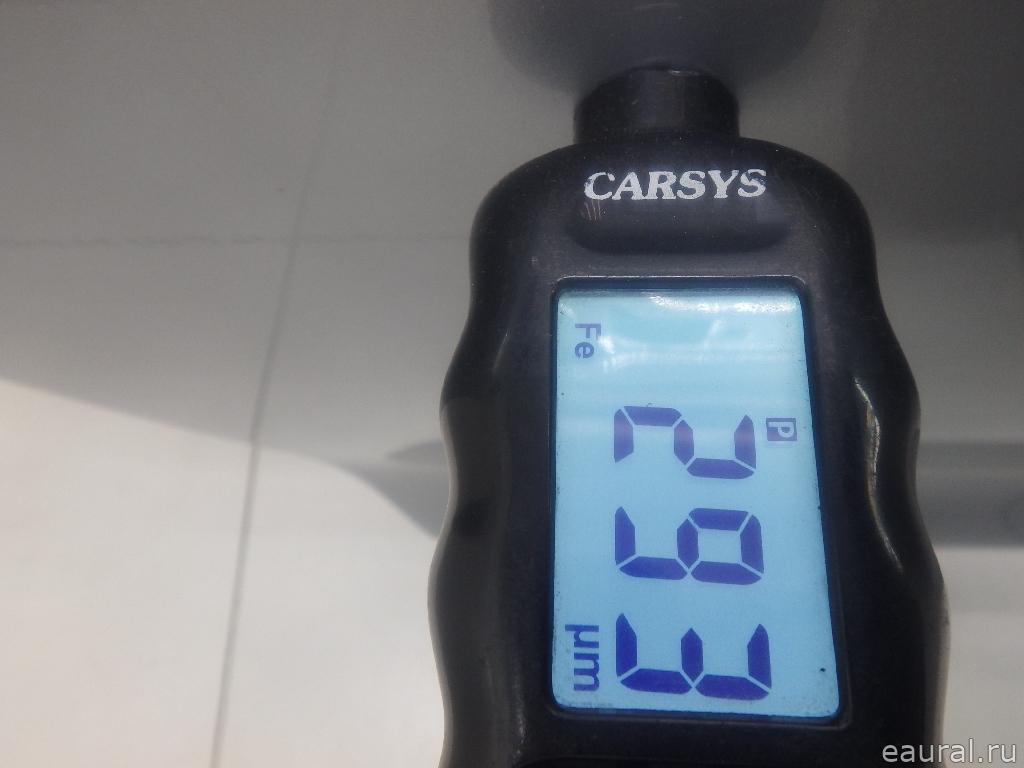 CARSYS
P
293
Fe µm
eaural.ru